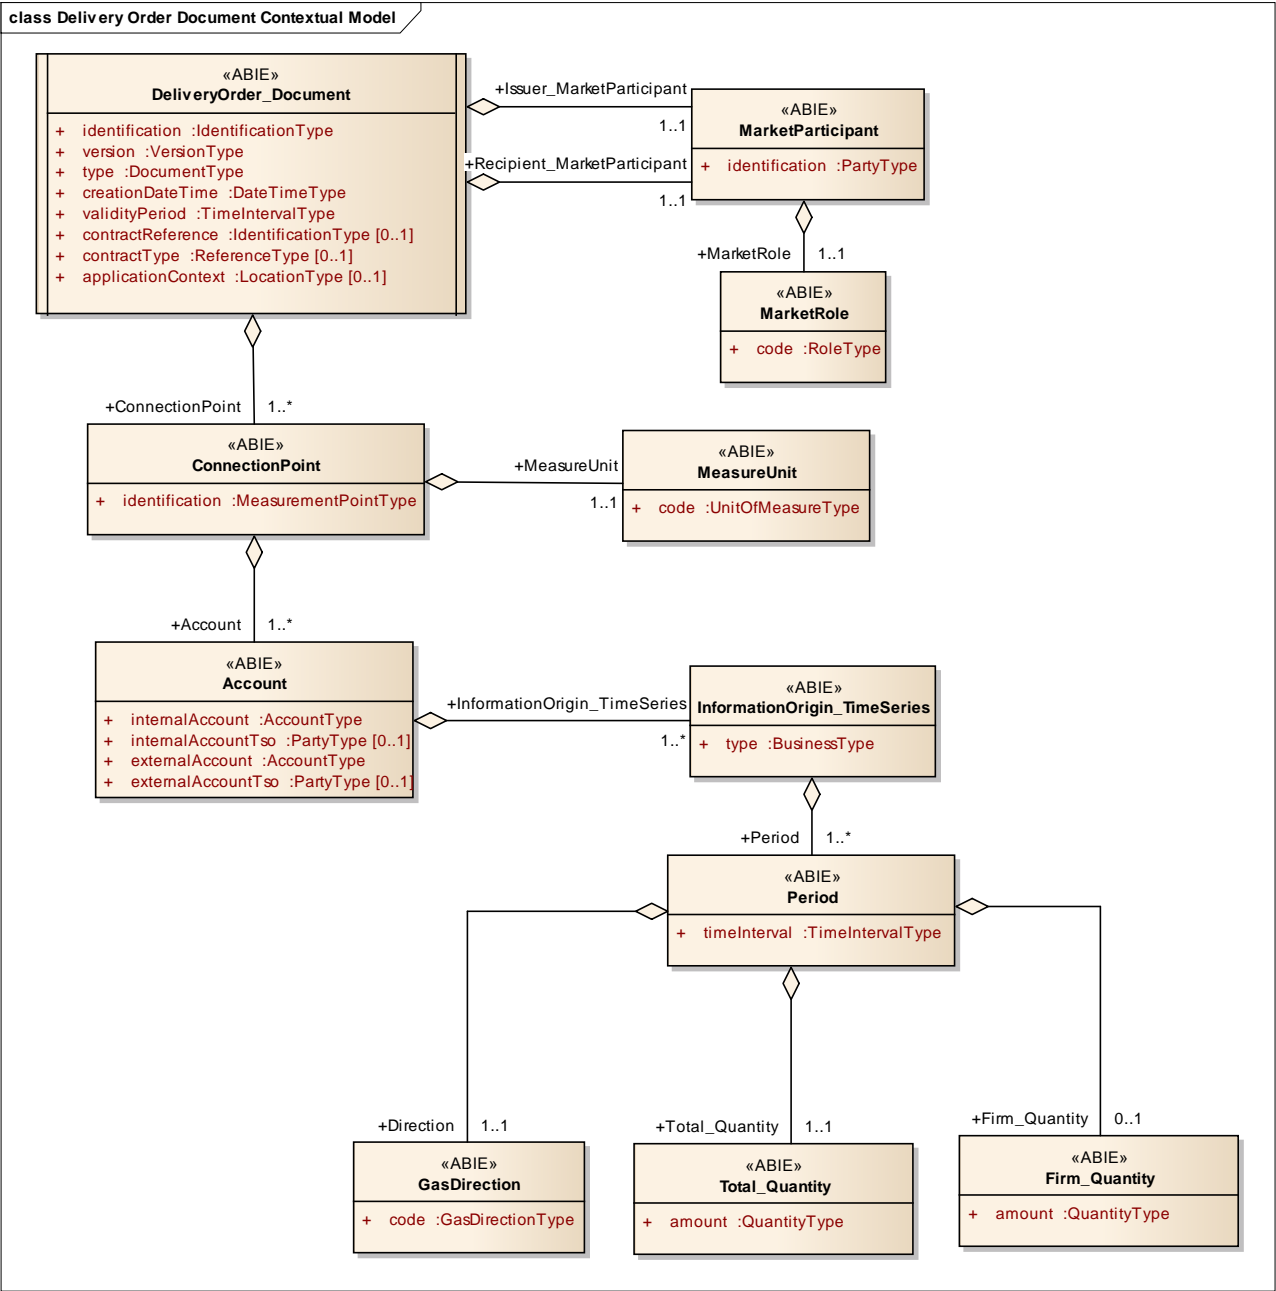 class Delivery Order Document Contextual Model
«ABIE»
DeliveryOrder_Document
+ identification :IdentificationType
+ version :VersionType
+ type :DocumentType
+ creationDateTime :DateTimeType
+ validityPeriod :TimeIntervalType
+ contractReference :IdentificationType [0..1]
+ contractType :ReferenceType [0..1]
+ applicationContext :LocationType [0..1]
+Issuer_MarketParticipant
1..1
+Recipient_MarketParticipant
1..1
«ABIE»
MarketParticipant
+ identification :PartyType
+MarketRole 1..1
«ABIE»
MarketRole
+ code :RoleType
+ConnectionPoint 1..*
«ABIE»
ConnectionPoint
+ identification :MeasurementPointType
+MeasureUnit
1..1
«ABIE»
MeasureUnit
+ code :UnitOfMeasureType
+Account 1..*
«ABIE»
Account
+ internalAccount :AccountType
+ internalAccountTso :PartyType [0..1]
+ externalAccount :AccountType
+ externalAccountTso :PartyType [0..1]
+InformationOrigin_TimeSeries
1..*
«ABIE»
InformationOrigin_TimeSeries
+ type :BusinessType
+Period 1..*
«ABIE»
Period
+ timeInterval :TimeIntervalType
+Direction 1..1
«ABIE»
GasDirection
+ code :GasDirectionType
+Total_Quantity 1..1
«ABIE»
Total_Quantity
+ amount :QuantityType
+Firm_Quantity 0..1
«ABIE»
Firm_Quantity
+ amount :QuantityType